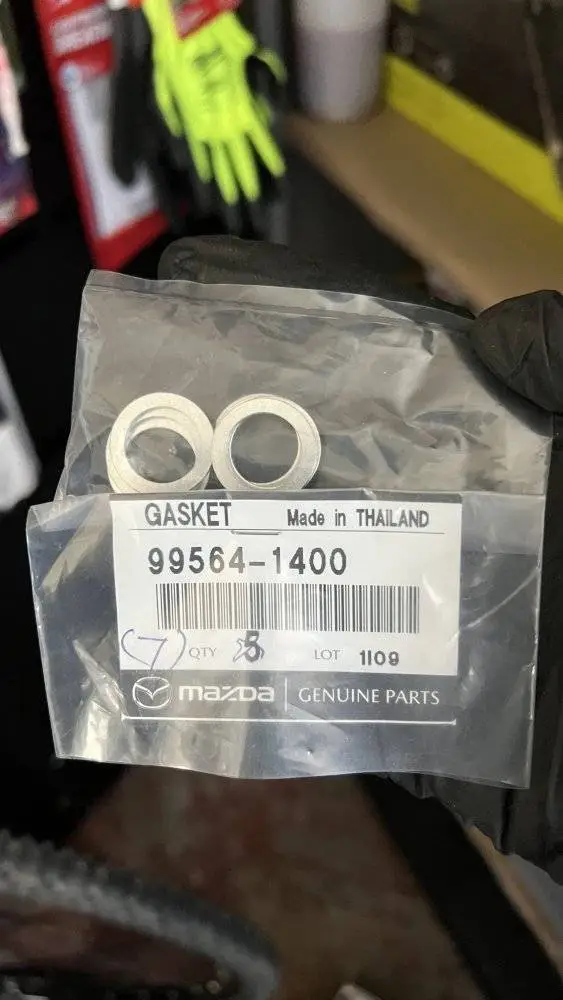 GASKET Made in THAILAND
99564-1400
(7) QTY 5 LOT 1109
mazda GENUINE PARTS